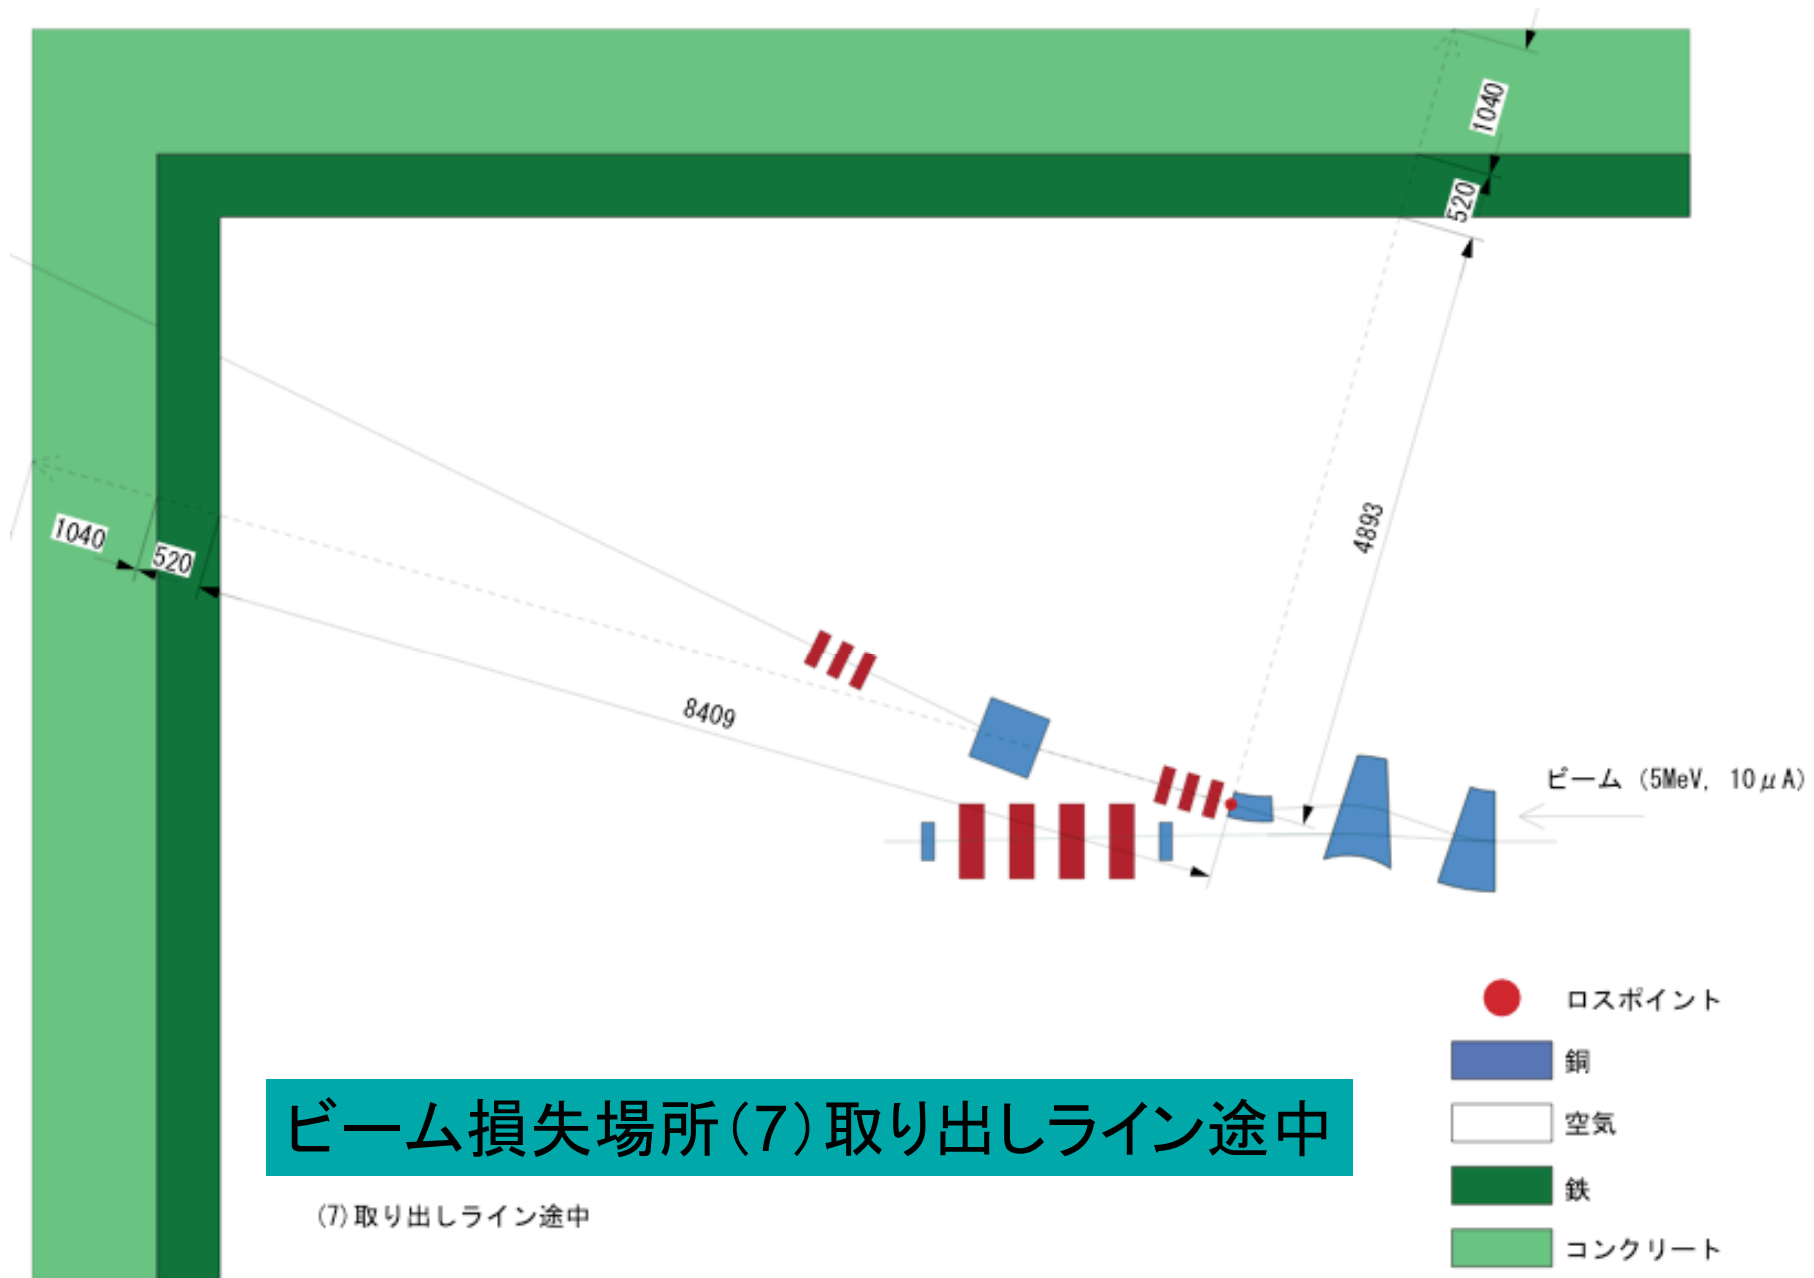 1040
520
4893
1040
520
8409
ビーム (5MeV, 10μA)
ロスポイント
銅
空気
鉄
コンクリート
ビーム損失場所(7)取り出しライン途中
(7)取り出しライン途中